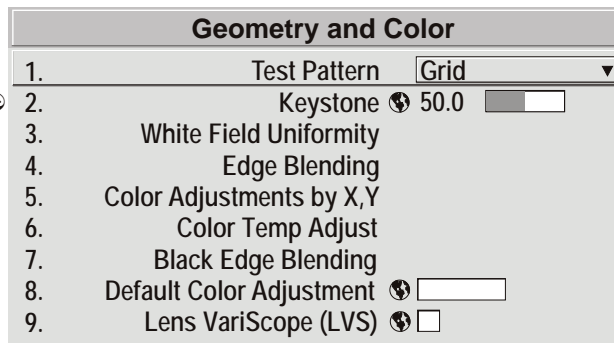 Geometry and Color
1. Test Pattern Grid
2. Keystone 50.0
3. White Field Uniformity
4. Edge Blending
5. Color Adjustments by X,Y
6. Color Temp Adjust
7. Black Edge Blending
8. Default Color Adjustment
9. Lens VariScope (LVS)